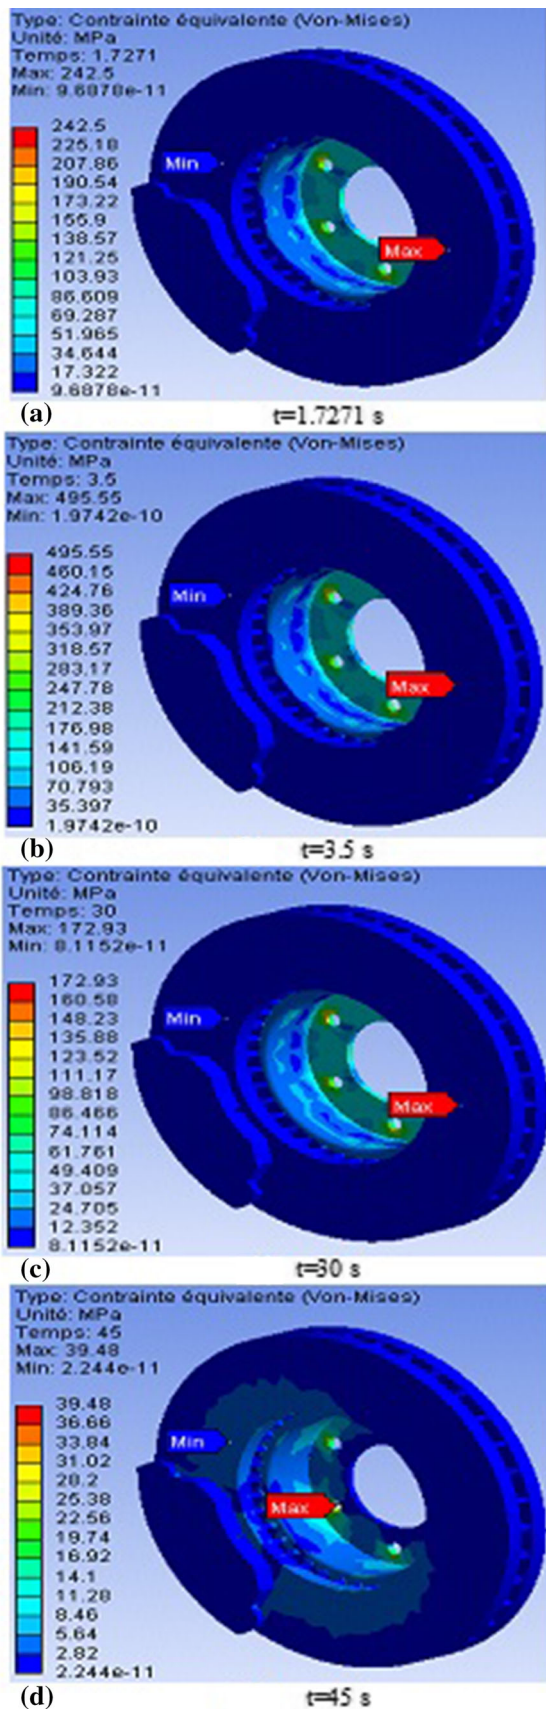 Type: Contrainte équivalente (Von-Mises)
Unité: MPa
Temps: 1.7271
Max: 242.5
Min: 9.6878e-11
242.5
225.18
207.86
190.54
173.22
155.9
138.57
121.25
103.93
86.609
69.287
51.965
34.644
17.322
9.6878e-11
Min
Max
(a)
t=1.7271 s
Type: Contrainte équivalente (Von-Mises)
Unité: MPa
Temps: 3.5
Max: 495.55
Min: 1.9742e-10
495.55
460.15
424.76
389.36
353.97
318.57
283.17
247.78
212.38
176.98
141.59
106.19
70.793
35.397
1.9742e-10
Min
Max
(b)
t=3.5 s
Type: Contrainte équivalente (Von-Mises)
Unité: MPa
Temps: 30
Max: 172.93
Min: 8.1152e-11
172.93
160.58
148.23
135.88
123.52
111.17
98.818
86.466
74.114
61.761
49.409
37.057
24.705
12.352
8.1152e-11
Min
Max
(c)
t=30 s
Type: Contrainte équivalente (Von-Mises)
Unité: MPa
Temps: 45
Max: 39.48
Min: 2.244e-11
39.48
36.66
33.84
31.02
28.2
25.38
22.56
19.74
16.92
14.1
11.28
8.46
5.64
2.82
2.244e-11
Min
Max
(d)
t=45 s